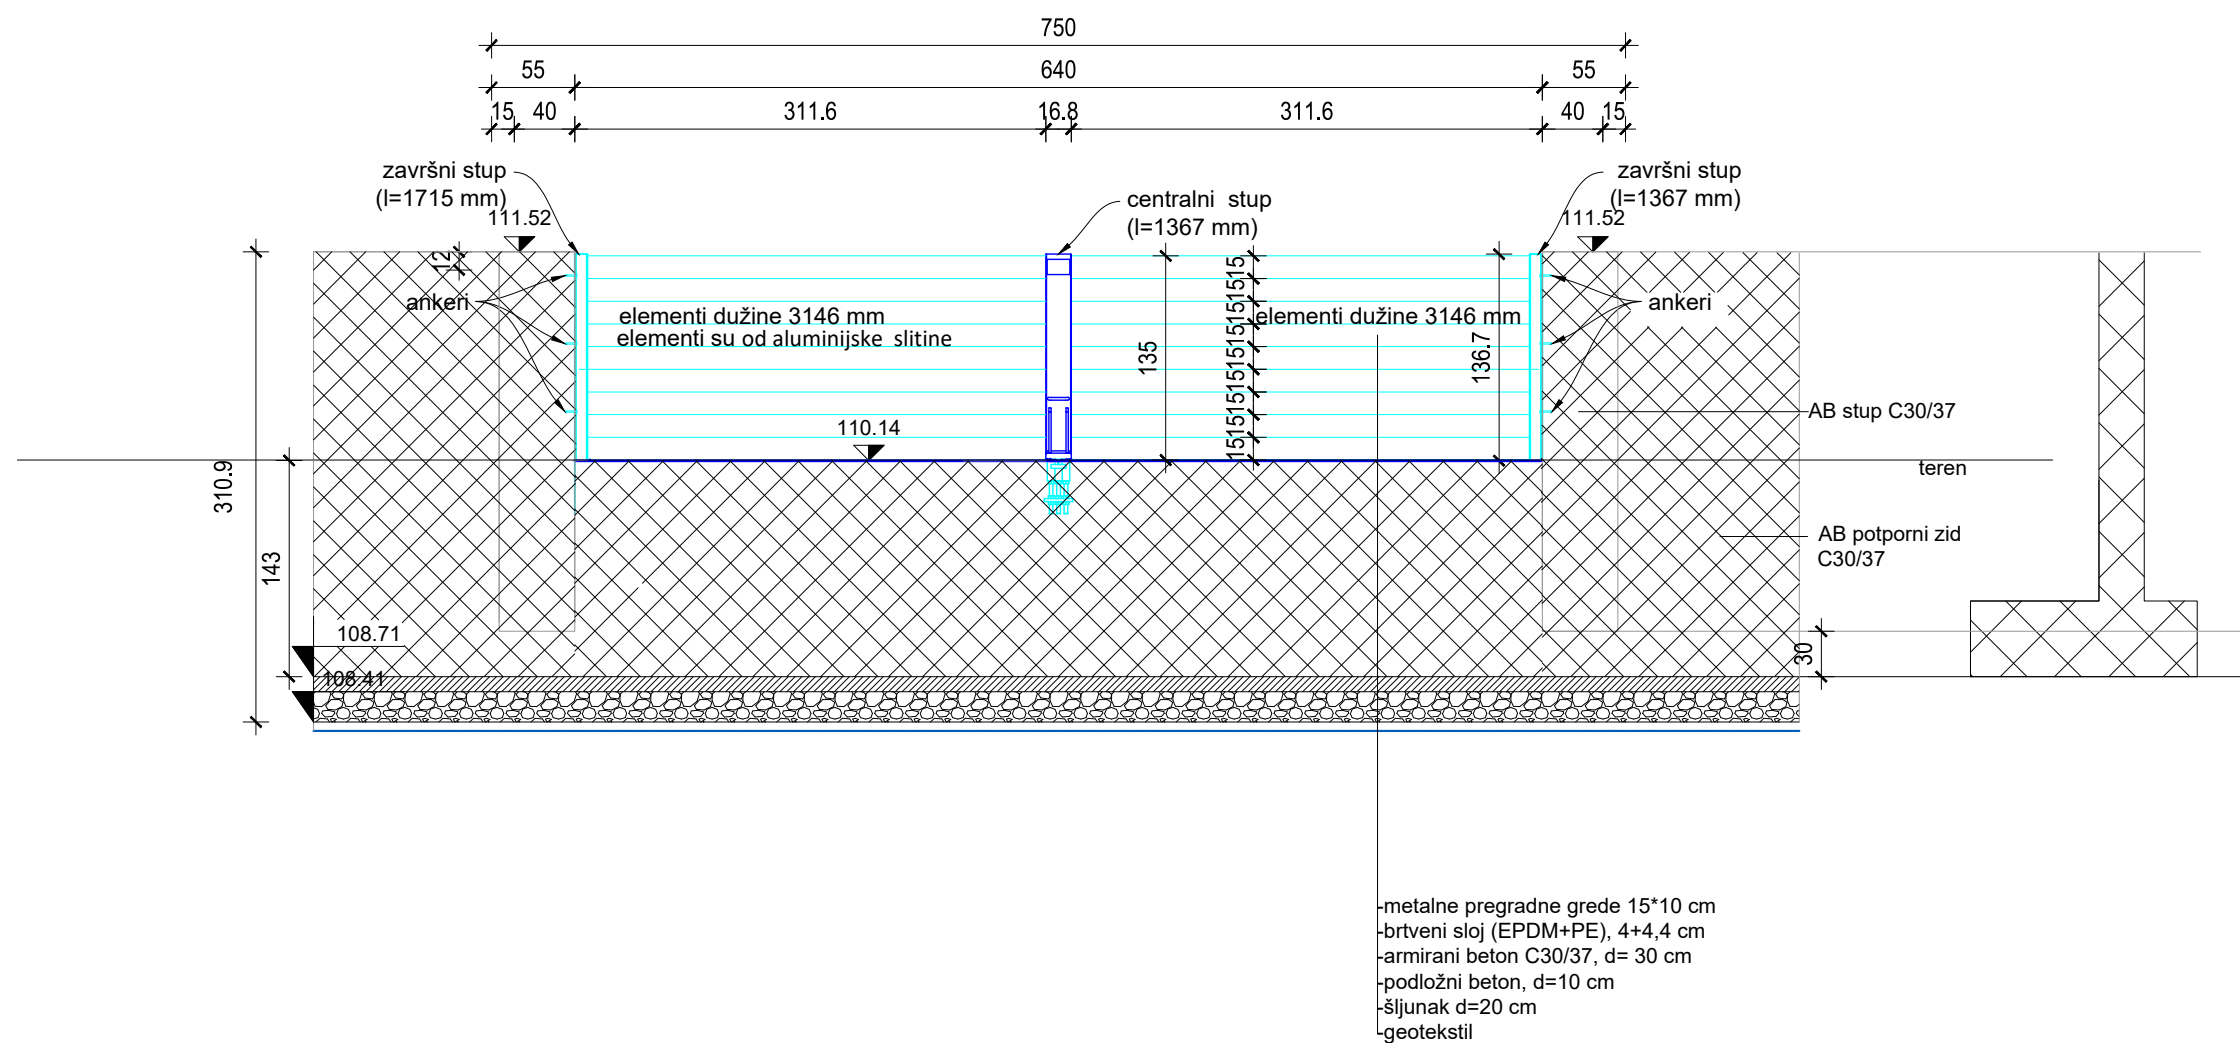 750
55 640 55
15 40 311.6 16.8 311.6 40 15
završni stup
(l=1715 mm)
111.52
centralni stup
(l=1367 mm)
završni stup
(l=1367 mm)
111.52
12
ankeri
elementi dužine 3146 mm
elementi su od aluminijske slitine
elementi dužine 3146 mm
ankeri
135
15
15
15
15
15
15
15
15
15
136.7
110.14
AB stup C30/37
teren
310.9
143
AB potporni zid
C30/37
108.71
108.41
30
-metalne pregradne grede 15*10 cm
-brtveni sloj (EPDM+PE), 4+4,4 cm
-armirani beton C30/37, d= 30 cm
-podložni beton, d=10 cm
-šljunak d=20 cm
-geotekstil